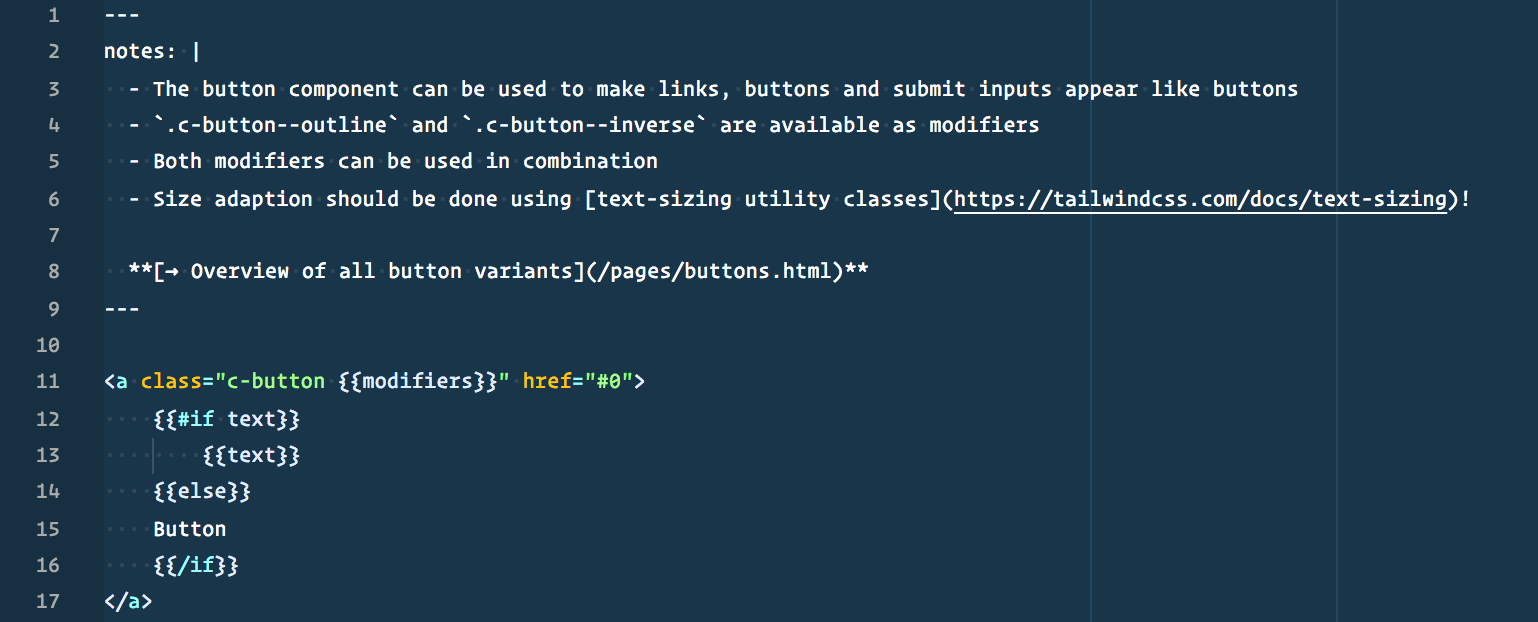 1 ---
2 notes: |
3   - The button component can be used to make links, buttons and submit inputs appear like buttons
4   - `.c-button--outline` and `.c-button--inverse` are available as modifiers
5   - Both modifiers can be used in combination
6   - Size adaption should be done using [text-sizing utility classes](https://tailwindcss.com/docs/text-sizing)!
7
8   **[→ Overview of all button variants](/pages/buttons.html)**
9 ---
10
11 <a class="c-button {{modifiers}}" href="#0">
12     {{#if text}}
13         {{text}}
14     {{else}}
15     Button
16     {{/if}}
17 </a>